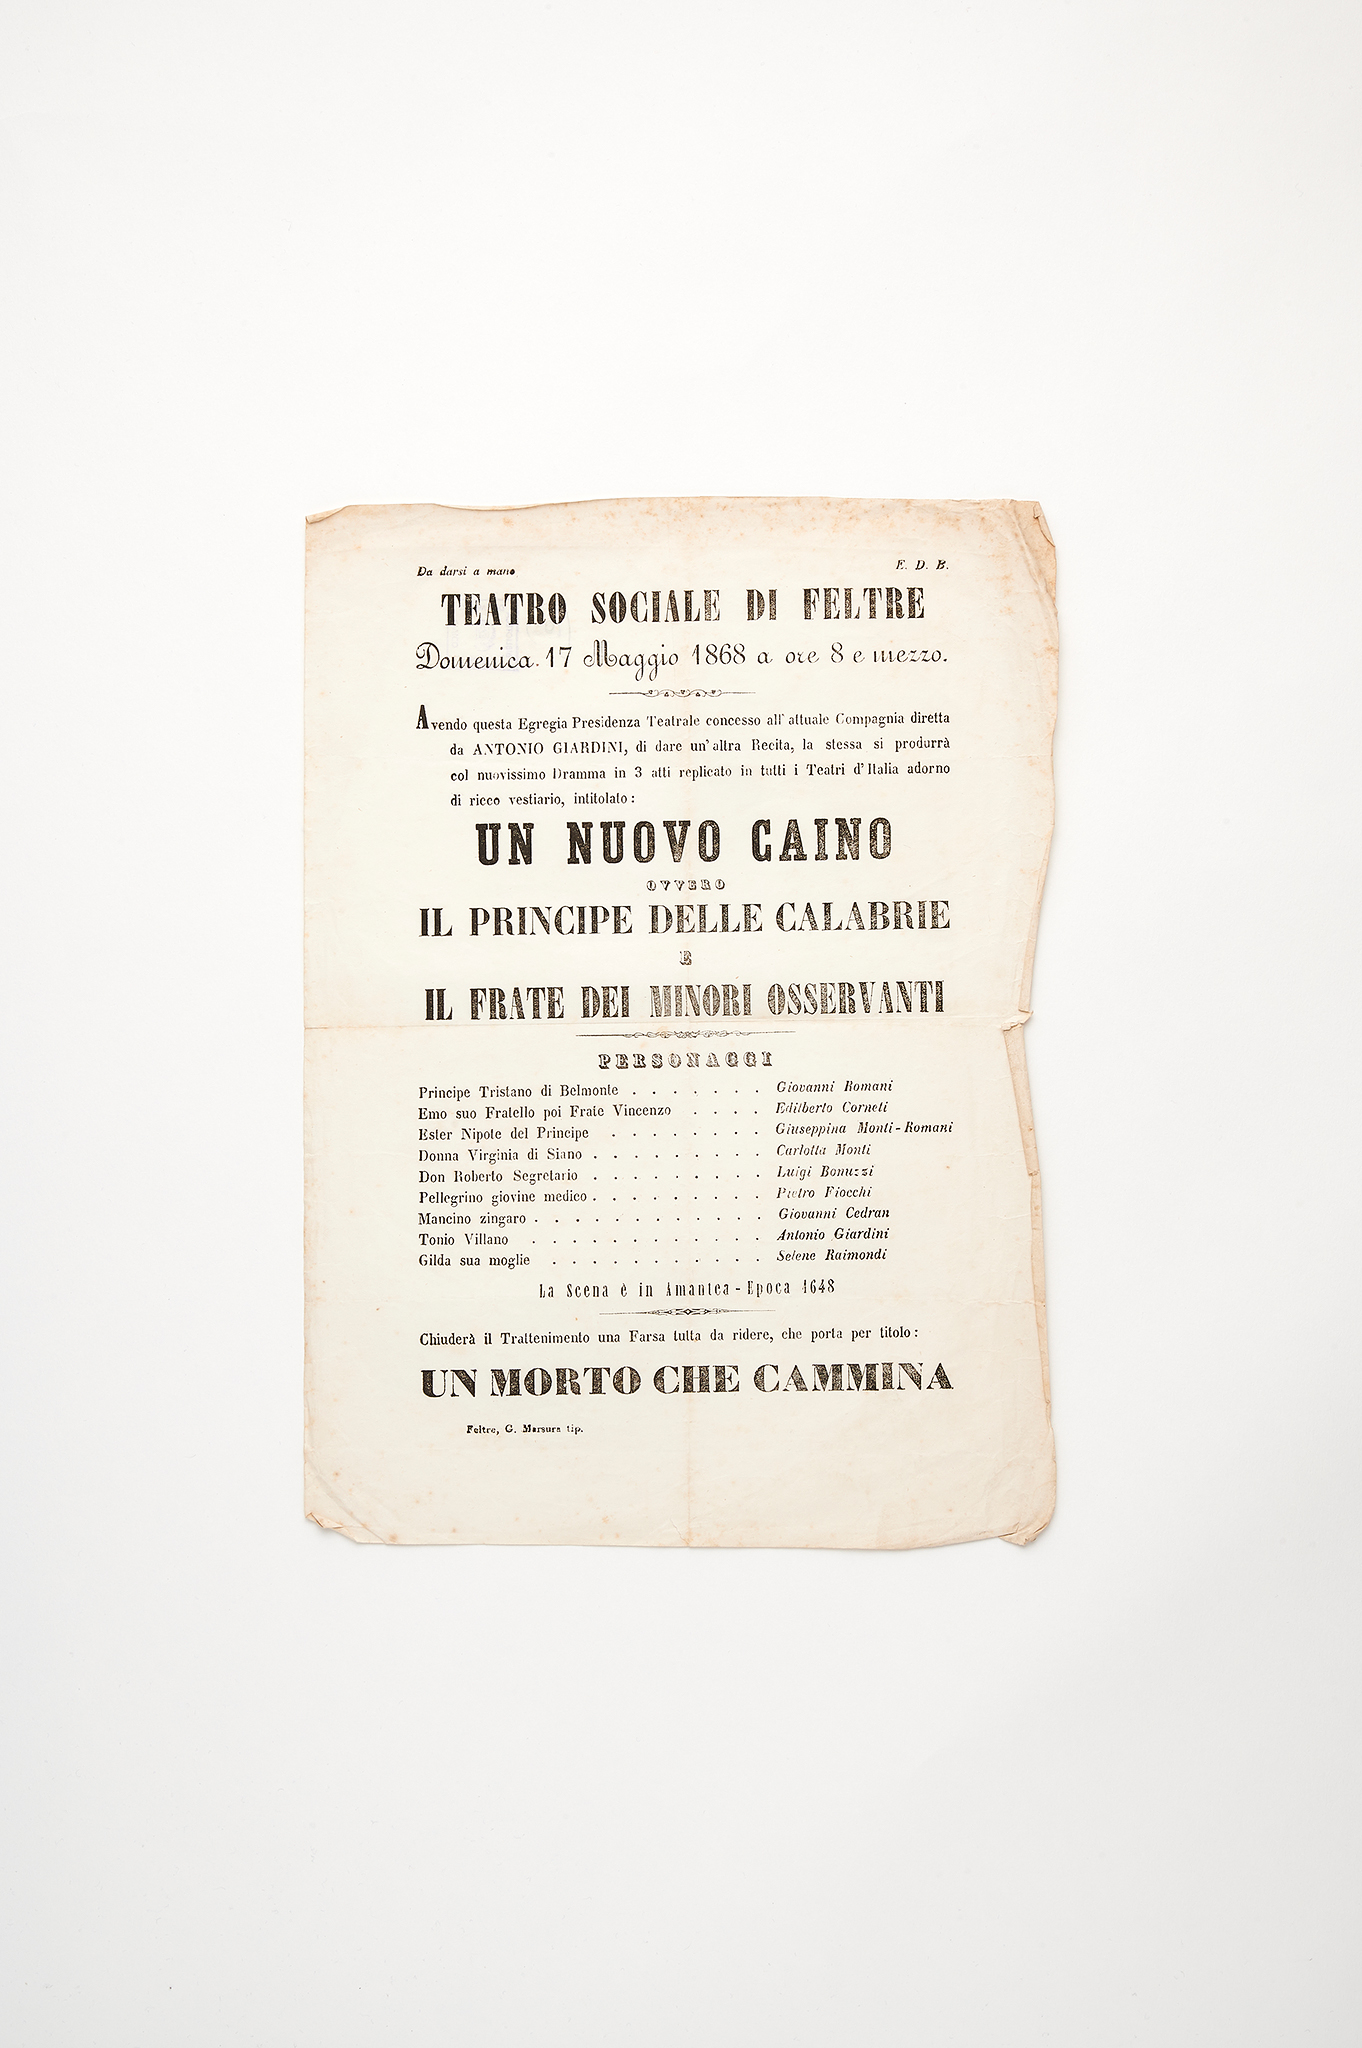 Da darsi a mano
E. D. B.
TEATRO SOCIALE DI FELTRE
Domenica 17 Maggio 1868 a ore 8 e mezzo.
Avendo questa Egregia Presidenza Teatrale concesso all' attuale Compagnia diretta
da ANTONIO GIARDINI, di dare un' altra Recita, la stessa si produrrà
col nuovissimo Dramma in 3 atti replicato in tutti i Teatri d' Italia adorno
di ricco vestiario, intitolato:
UN NUOVO CAINO
OVVERO
IL PRINCIPE DELLE CALABRIE
E
IL FRATE DEI MINORI OSSERVANTI
PERSONAGGI
Principe Tristano di Belmonte . . . . . . . Giovanni Romani
Emo suo Fratello poi Frate Vincenzo . . . . Edilberto Corneli
Ester Nipote del Principe . . . . . . . . Giuseppina Monti-Romani
Donna Virginia di Siano . . . . . . . . . Carlotta Monti
Don Roberto Segretario . . . . . . . . . Luigi Bonuzzi
Pellegrino giovine medico . . . . . . . . . Pietro Fiocchi
Mancino zingaro . . . . . . . . . . . . Giovanni Cedran
Tonio Villano . . . . . . . . . . . . Antonio Giardini
Gilda sua moglie . . . . . . . . . . . Selene Raimondi
La Scena è in Amantea - Epoca 1648
Chiuderà il Trattenimento una Farsa tutta da ridere, che porta per titolo:
UN MORTO CHE CAMMINA
Feltre, G. Marsura tip.